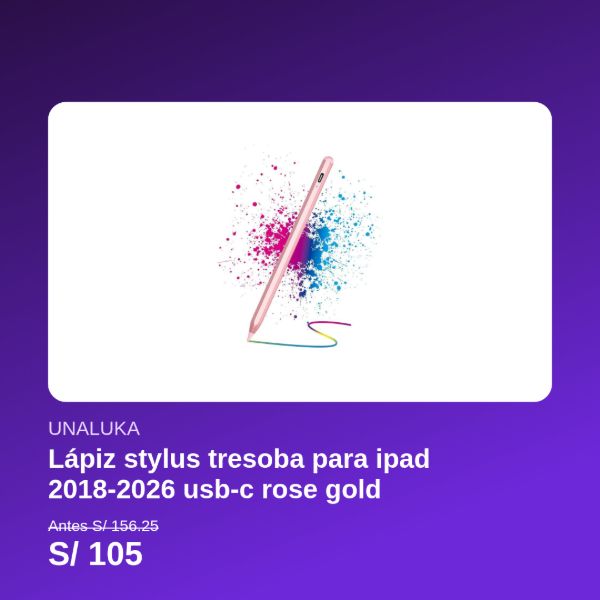 UNALUKA
Lápiz stylus tresoba para ipad
2018-2026 usb-c rose gold
Antes S/ 156.25
S/ 105